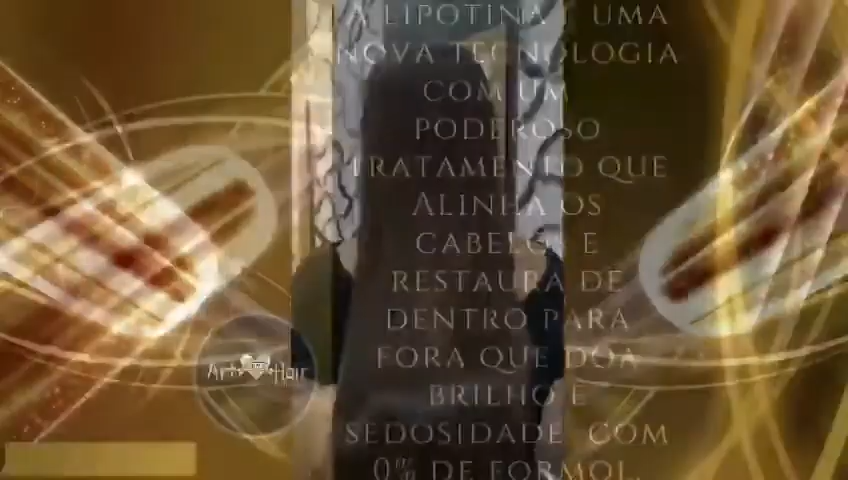 A LIPOTINA É UMA
NOVA TECNOLOGIA
COM UM
PODEROSO
TRATAMENTO QUE
ALINHA OS
CABELOS E
RESTAURA DE
DENTRO PARA
FORA QUE DOA
BRILHO E
SEDOSIDADE, COM
0% DE FORMOL.
Art Hair